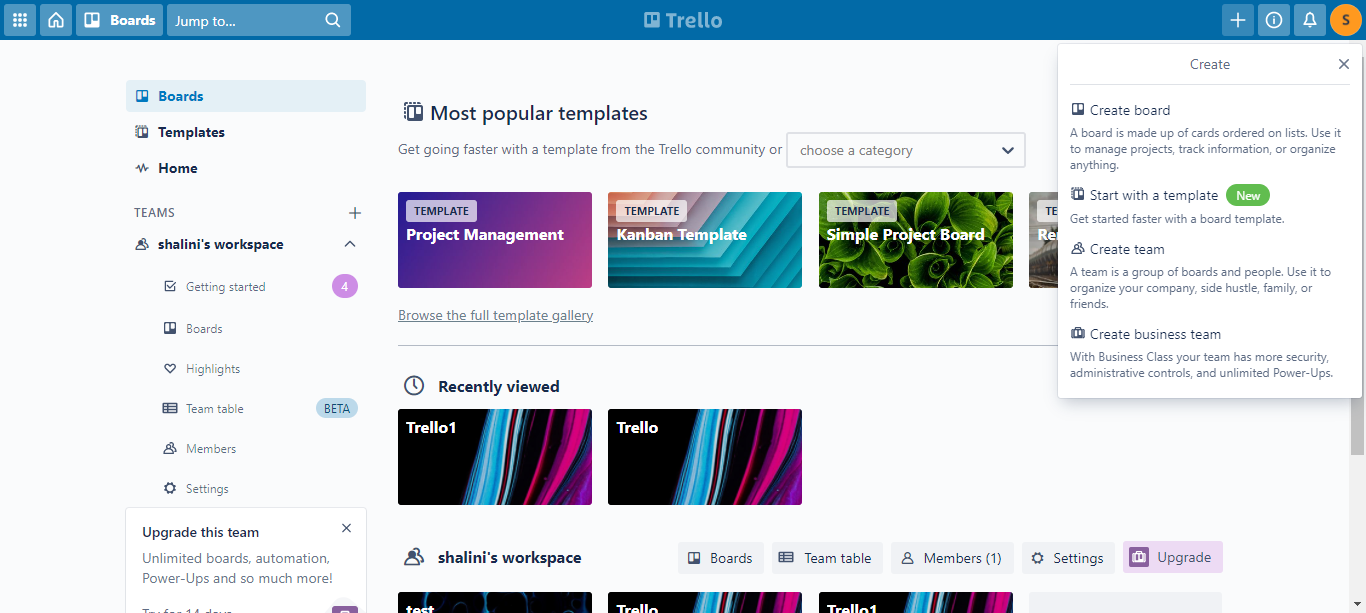 Boards
Jump to...
Trello
S
Create
Create board
A board is made up of cards ordered on lists. Use it
to manage projects, track information, or organize
anything.
Start with a template New
Get started faster with a board template.
Create team
A team is a group of boards and people. Use it to
organize your company, side hustle, family, or
friends.
Create business team
With Business Class your team has more security,
administrative controls, and unlimited Power-Ups.
Boards
Templates
Home
TEAMS
shalini's workspace
Getting started 4
Boards
Highlights
Team table BETA
Members
Settings
Upgrade this team
Unlimited boards, automation,
Power-Ups and so much more!
Try for 14 days
Most popular templates
Get going faster with a template from the Trello community or choose a category
TEMPLATE
Project Management
TEMPLATE
Kanban Template
TEMPLATE
Simple Project Board
TE
Re
Browse the full template gallery
Recently viewed
Trello1
Trello
shalini's workspace
Boards
Team table
Members (1)
Settings
Upgrade
test
Trello
Trello1